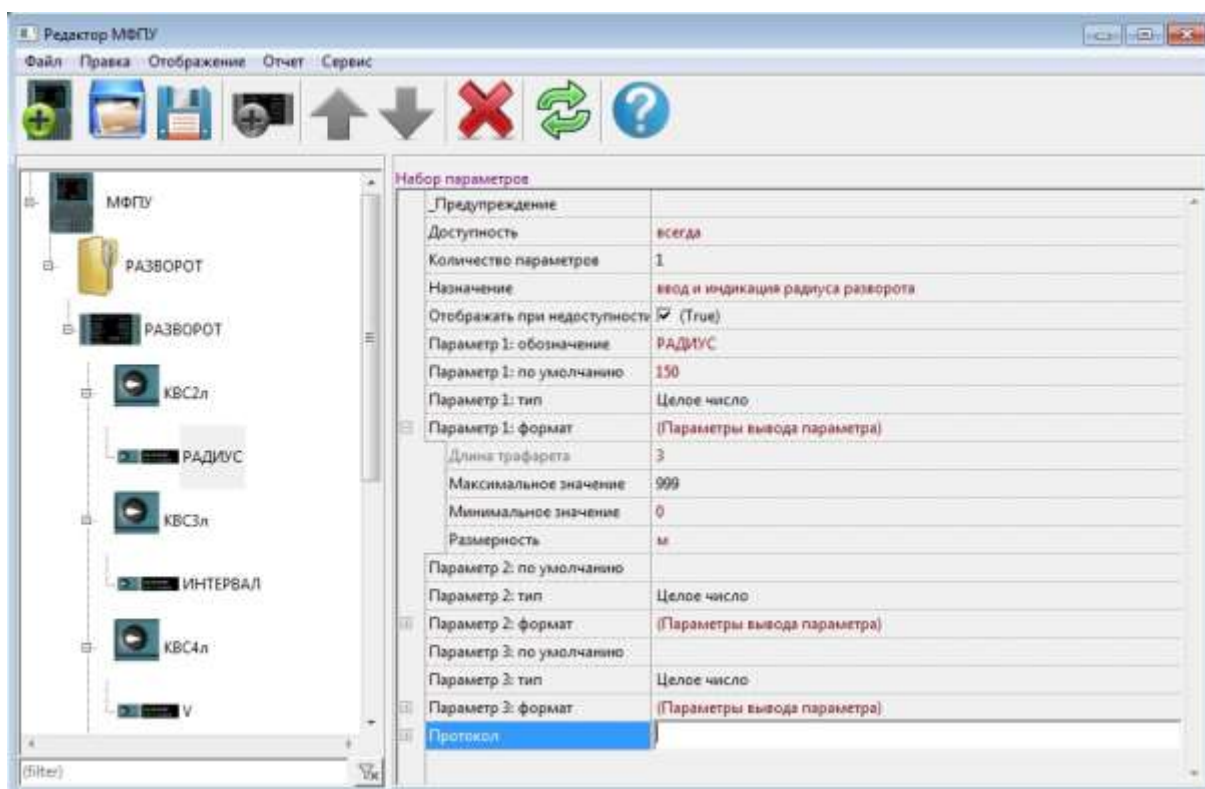 Редактор МФПУ
Файл Правка Отображение Отчет Сервис
МФПУ
РАЗВОРОТ
РАЗВОРОТ
КВС2л
РАДИУС
КВС3л
ИНТЕРВАЛ
КВС4л
V
(filter)
Набор параметров
_Предупреждение
Доступность всегда
Количество параметров 1
Назначение ввод и индикация радиуса разворота
Отображать при недоступности (True)
Параметр 1: обозначение РАДИУС
Параметр 1: по умолчанию 150
Параметр 1: тип Целое число
Параметр 1: формат (Параметры вывода параметра)
Длина трафарета 3
Максимальное значение 999
Минимальное значение 0
Размерность м
Параметр 2: по умолчанию
Параметр 2: тип Целое число
Параметр 2: формат (Параметры вывода параметра)
Параметр 3: по умолчанию
Параметр 3: тип Целое число
Параметр 3: формат (Параметры вывода параметра)
Протокол